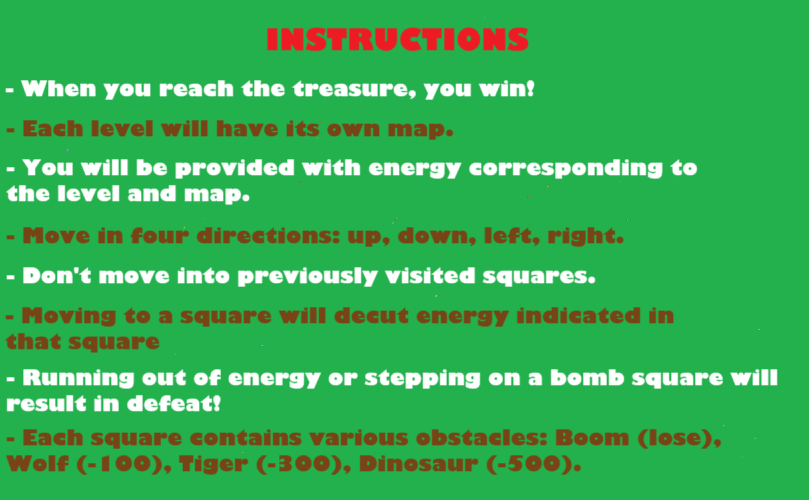 INSTRUCTIONS
- When you reach the treasure, you win!
- Each level will have its own map.
- You will be provided with energy corresponding to
the level and map.
- Move in four directions: up, down, left, right.
- Don't move into previously visited squares.
- Moving to a square will decut energy indicated in
that square
- Running out of energy or stepping on a bomb square will
result in defeat!
- Each square contains various obstacles: Boom (lose),
Wolf (-100), Tiger (-300), Dinosaur (-500).